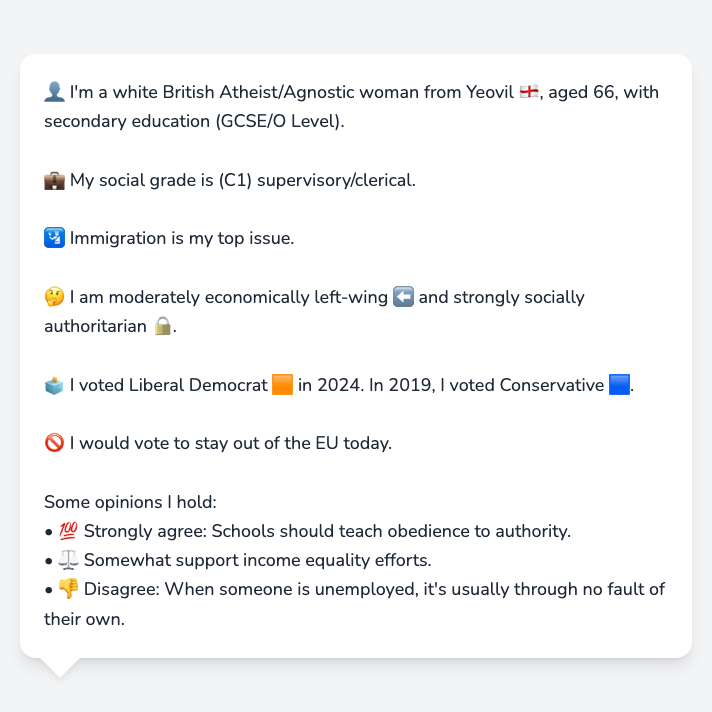 👤 I'm a white British Atheist/Agnostic woman from Yeovil 🏴󠁧󠁢󠁥󠁮󠁧󠁿, aged 66, with
secondary education (GCSE/O Level).
💼 My social grade is (C1) supervisory/clerical.
🛂 Immigration is my top issue.
🤔 I am moderately economically left-wing ⬅️ and strongly socially
authoritarian 🔒.
🗳️ I voted Liberal Democrat 🟧 in 2024. In 2019, I voted Conservative 🟦.
🚫 I would vote to stay out of the EU today.
Some opinions I hold:
• 💯 Strongly agree: Schools should teach obedience to authority.
• ⚖️ Somewhat support income equality efforts.
• 👎 Disagree: When someone is unemployed, it's usually through no fault of
their own.